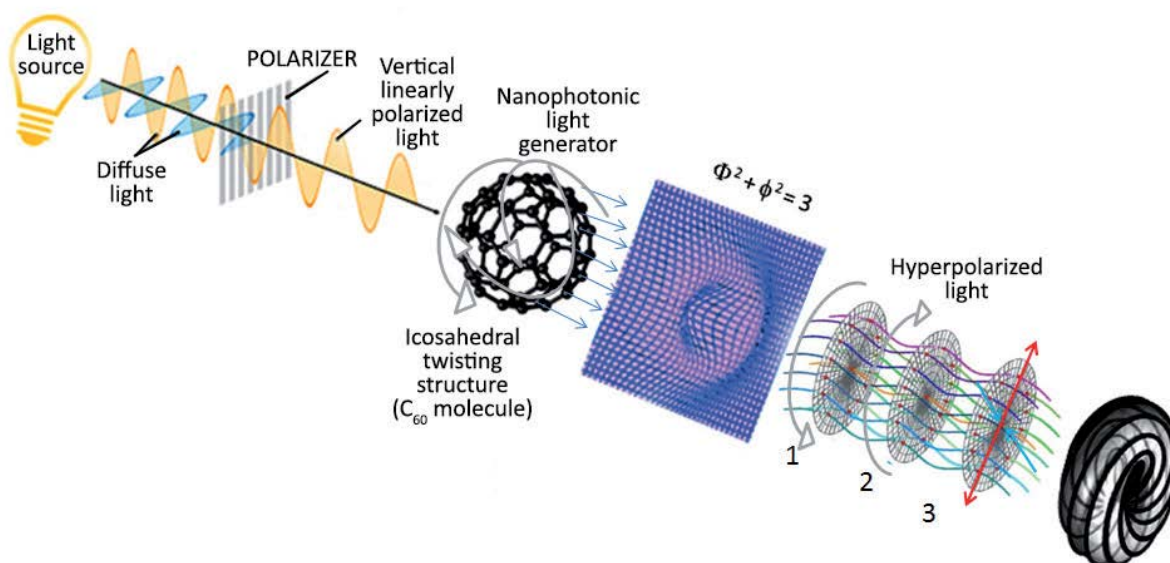 Light
source
POLARIZER
Diffuse
light
Vertical
linearly
polarized
light
Nanophotonic
light
generator
Icosahedral
twisting
structure
(C₆₀ molecule)
Φ² + ϕ² = 3
Hyperpolarized
light
1
2
3